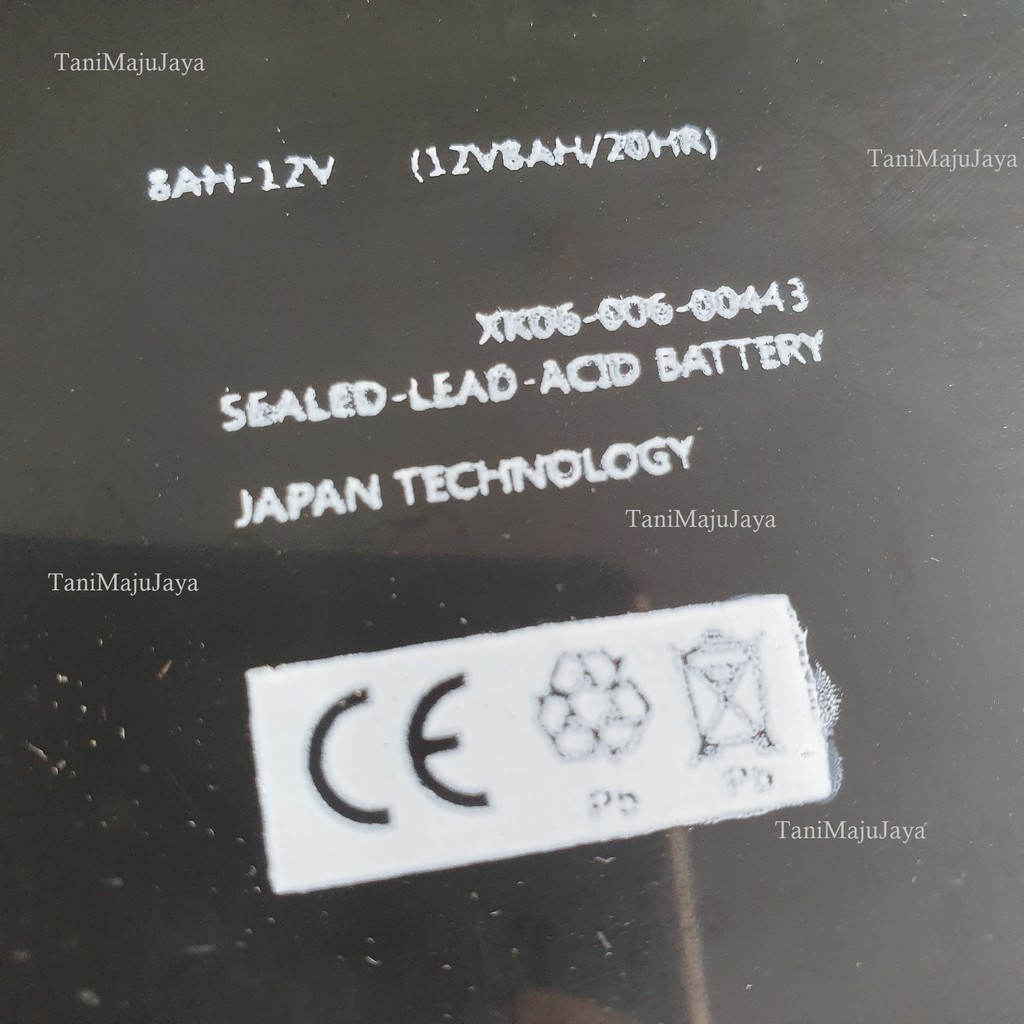 TaniMajuJaya
TaniMajuJaya
8AH-12V (12V8AH/20HR)
XK06-006-00443
SEALED-LEAD-ACID BATTERY
JAPAN TECHNOLOGY
TaniMajuJaya
TaniMajuJaya
CE
Pb Pb
TaniMajuJaya